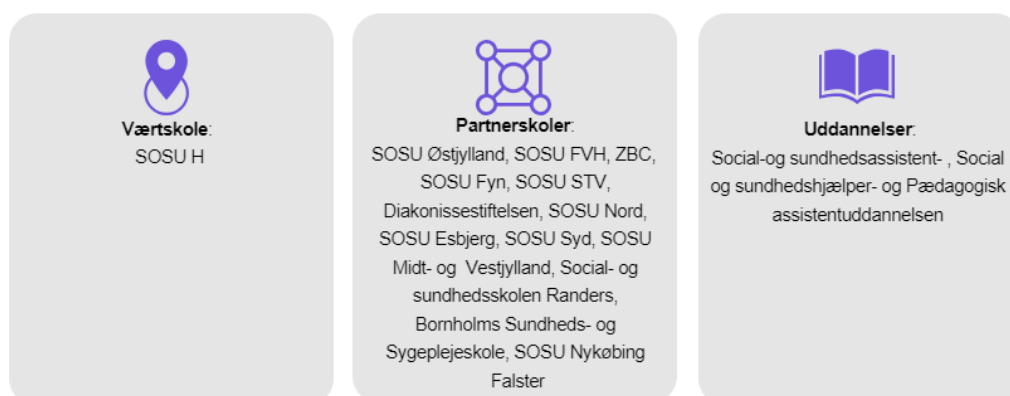 Værtskole:
SOSU H
Partnerskoler:
SOSU Østjylland, SOSU FVH, ZBC,
SOSU Fyn, SOSU STV,
Diakonissestiftelsen, SOSU Nord,
SOSU Esbjerg, SOSU Syd, SOSU
Midt- og  Vestjylland, Social- og
sundhedsskolen Randers,
Bornholms Sundheds- og
Sygeplejeskole, SOSU Nykøbing
Falster
Uddannelser:
Social-og sundhedsassistent- , Social
og sundhedshjælper- og Pædagogisk
assistentuddannelsen